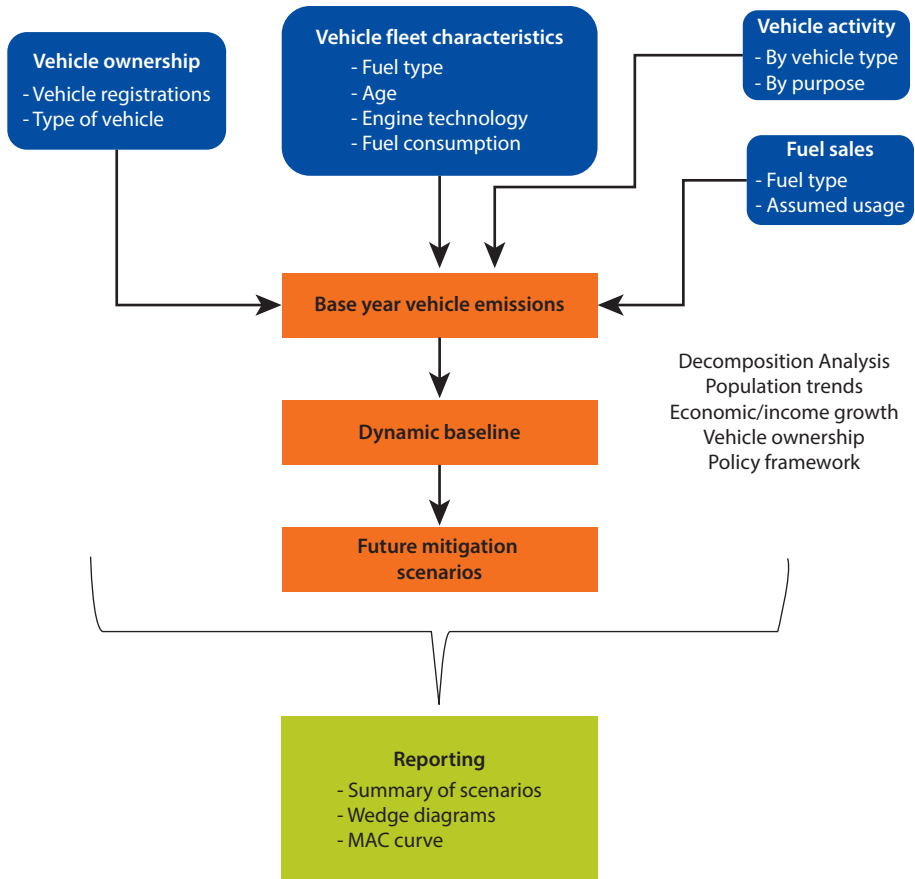 Vehicle ownership
- Vehicle registrations
- Type of vehicle
Vehicle fleet characteristics
- Fuel type
- Age
- Engine technology
- Fuel consumption
Vehicle activity
- By vehicle type
- By purpose
Fuel sales
- Fuel type
- Assumed usage
Base year vehicle emissions
Decomposition Analysis
Population trends
Economic/income growth
Vehicle ownership
Policy framework
Dynamic baseline
Future mitigation
scenarios
Reporting
- Summary of scenarios
- Wedge diagrams
- MAC curve